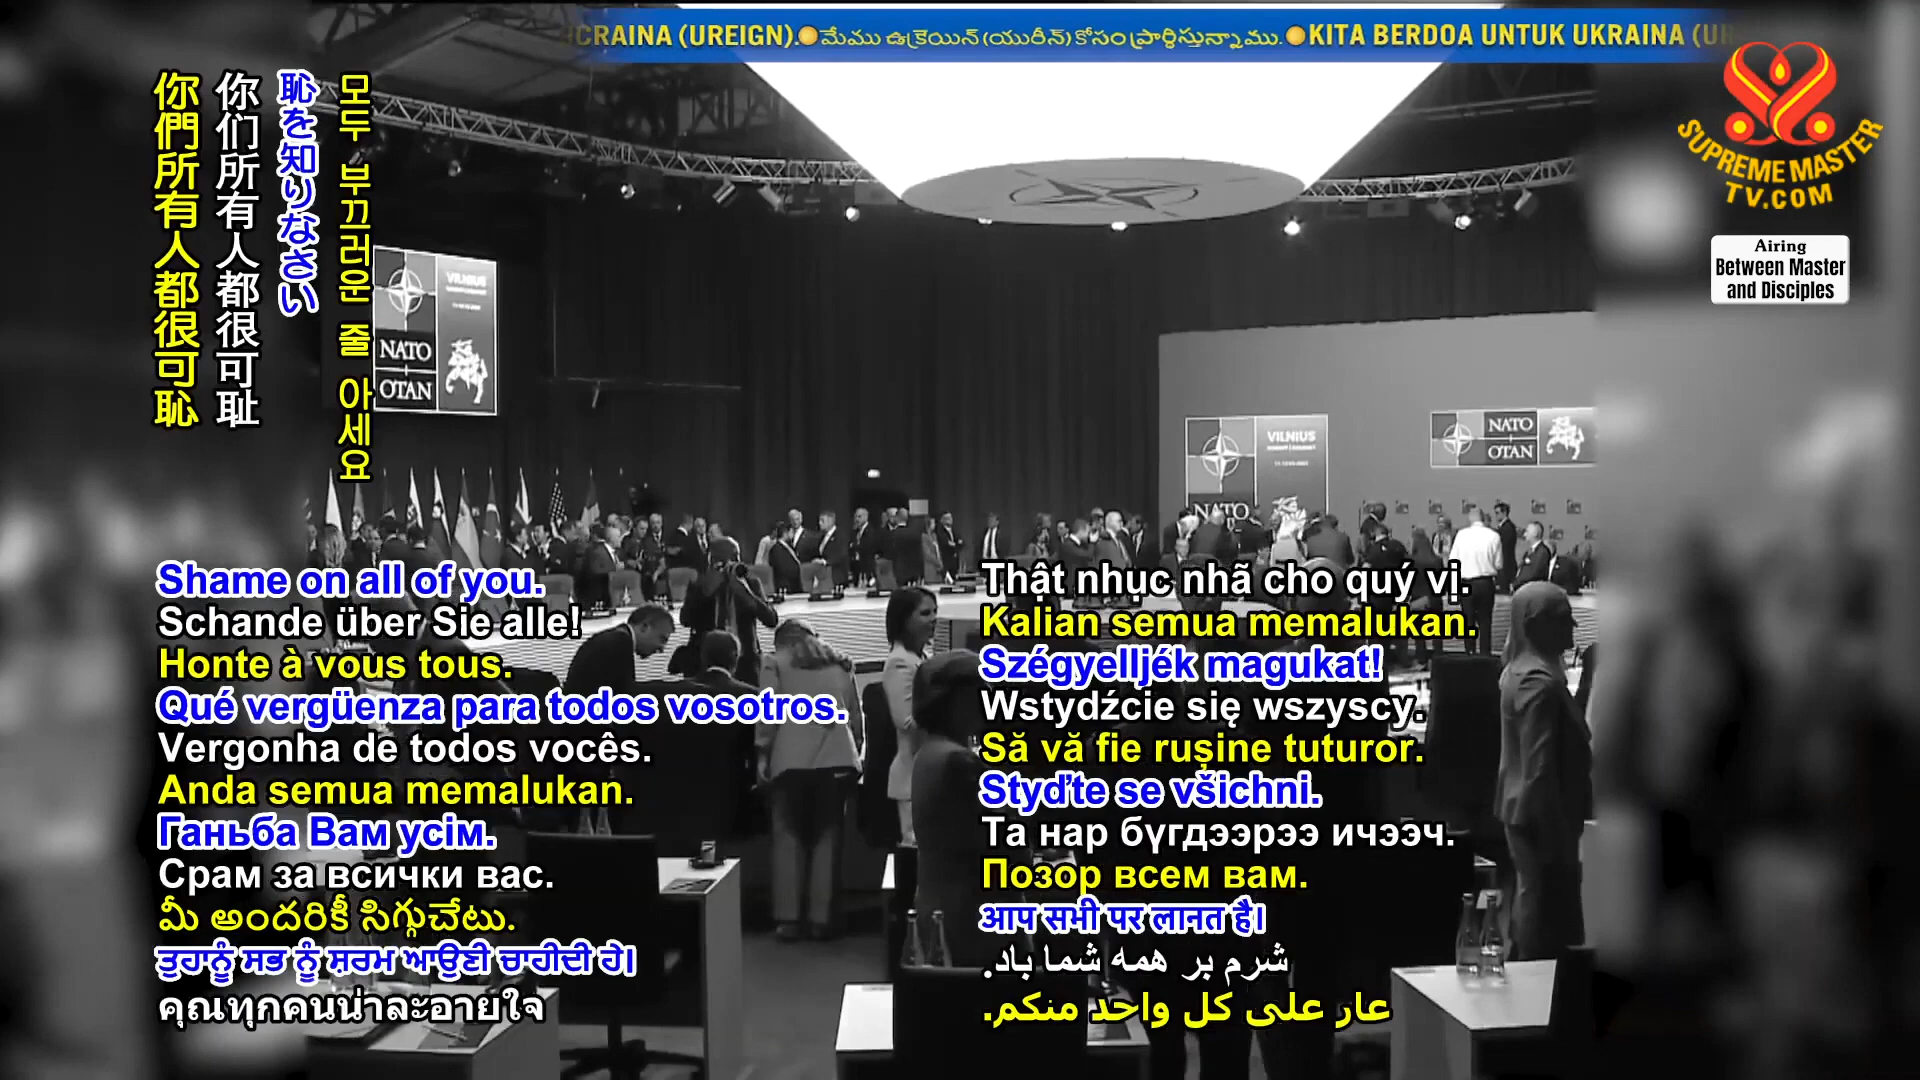 CRAINA (UREIGN). మేము ఉక్రెయిన్ (యురీన్) కోసం ప్రార్థిస్తున్నాము. KITA BERDOA UNTUK UKRAINA (U
SUPREME MASTER
TV.COM
Airing
Between Master
and Disciples
你們所有人都很可恥
你们所有人都很可耻
恥を知りなさい
모두 부끄러운 줄 아세요
VILNIUS
NATO
OTAN
VILNIUS
NATO
NATO
OTAN
Shame on all of you.
Schande über Sie alle!
Honte à vous tous.
Qué vergüenza para todos vosotros.
Vergonha de todos vocês.
Anda semua memalukan.
Ганьба Вам усім.
Срам за всички вас.
మీ అందరికీ సిగ్గుచేటు.
ਤੁਹਾਨੂੰ ਸਭ ਨੂੰ ਸ਼ਰਮ ਆਉਣੀ ਚਾਹੀਦੀ ਹੈ।
คุณทุกคนน่าละอายใจ
Thật nhục nhã cho quý vị.
Kalian semua memalukan.
Szégyelljék magukat!
Wstydźcie się wszyscy.
Să vă fie rușine tuturor.
Styďte se všichni.
Та нар бүгдээрээ ичээч.
Позор всем вам.
आप सभी पर लानत है।
شرم بر همه شما باد.
عار على كل واحد منكم.